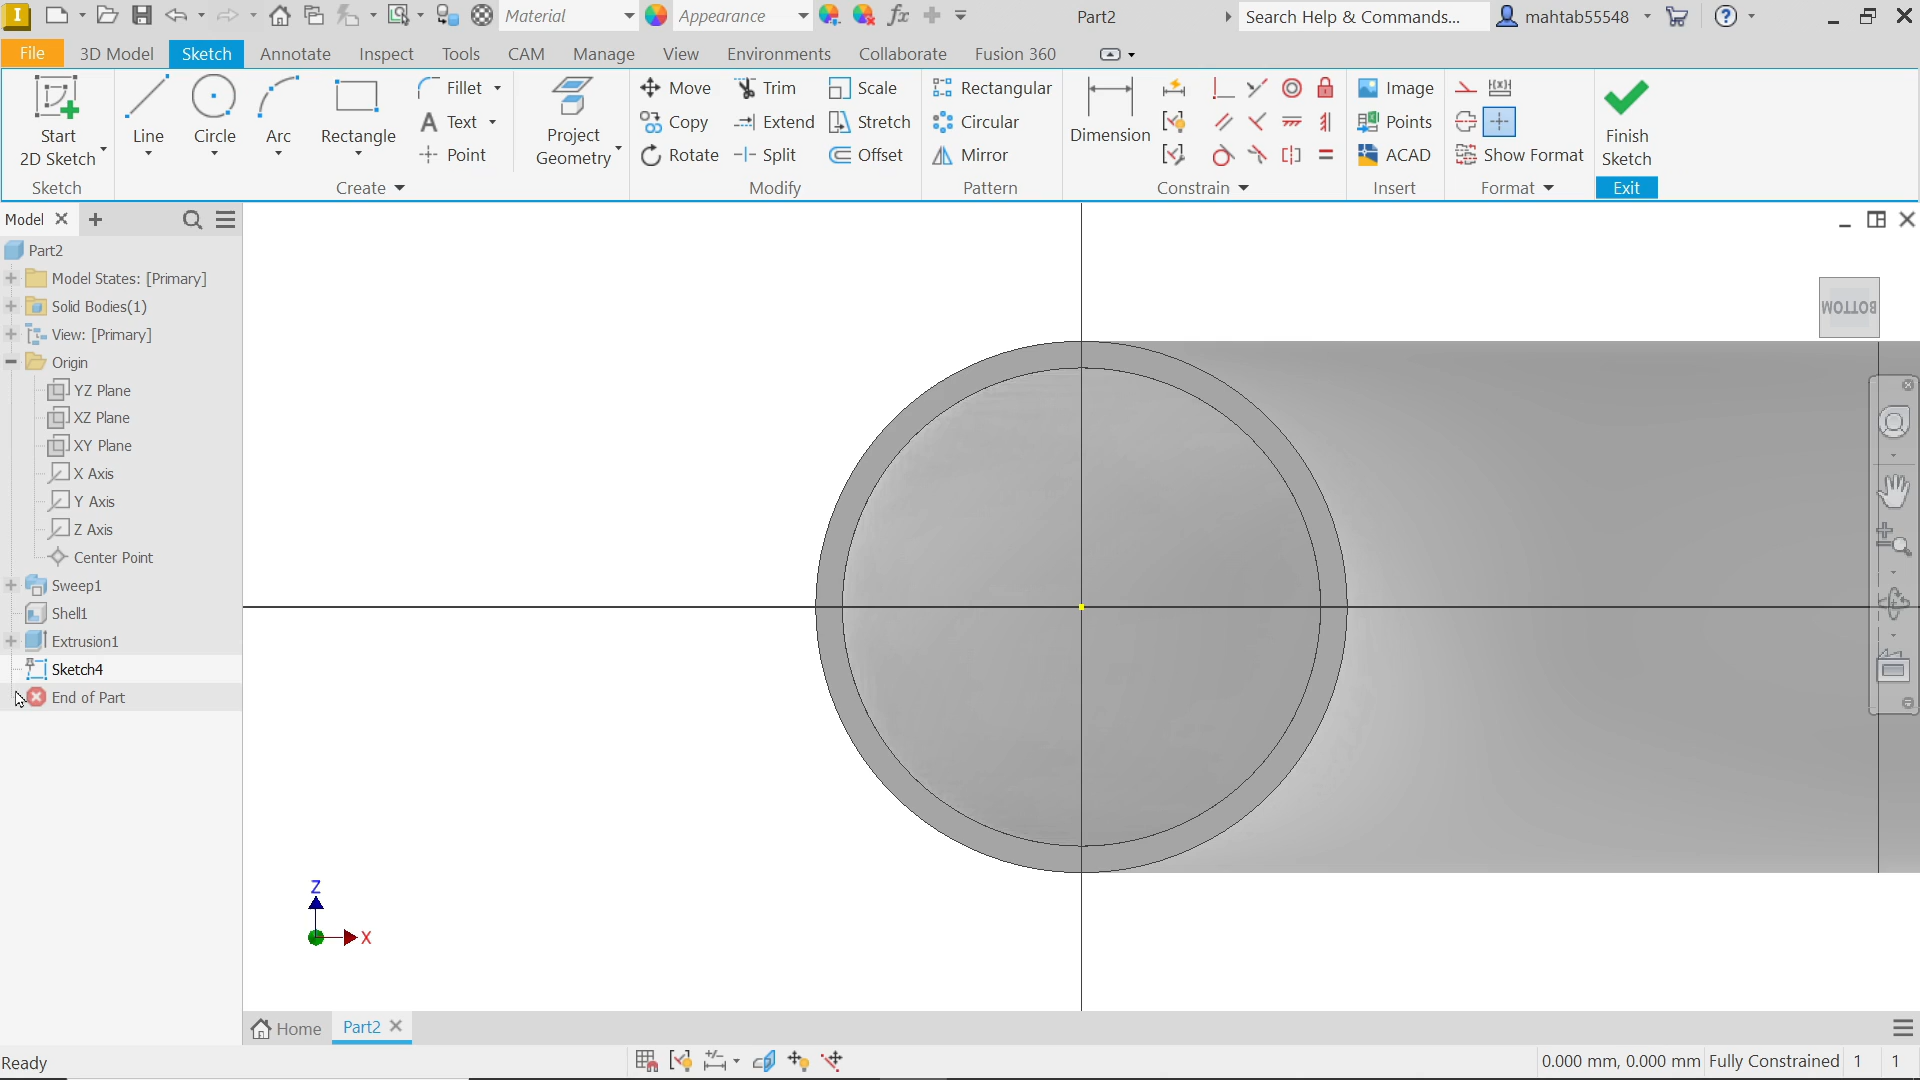 I Material Appearance Part2 Search Help & Commands... mahtab55548
File 3D Model Sketch Annotate Inspect Tools CAM Manage View Environments Collaborate Fusion 360
Start 2D Sketch Line Circle Arc Rectangle Fillet Text Point Project Geometry Move Copy Rotate Trim Extend Split Scale Stretch Offset Rectangular Circular Mirror Dimension Image Points ACAD Show Format Finish Sketch
Sketch Create Modify Pattern Constrain Insert Format Exit
Model
Part2
Model States: [Primary]
Solid Bodies(1)
View: [Primary]
Origin
YZ Plane
XZ Plane
XY Plane
X Axis
Y Axis
Z Axis
Center Point
Sweep1
Shell1
Extrusion1
Sketch4
End of Part
BOTTOM
Z
X
Home Part2
Ready 0.000 mm, 0.000 mm Fully Constrained 1 1